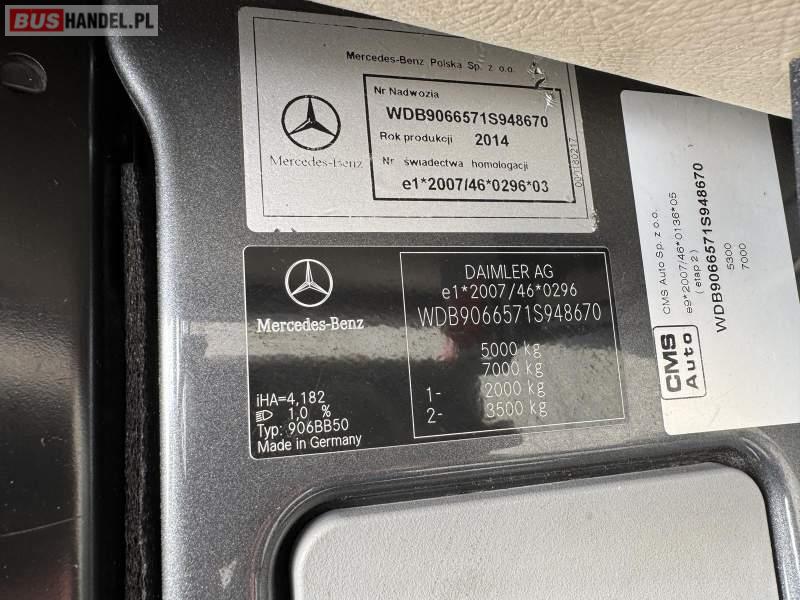 BUSHANDEL.PL
Mercedes-Benz Polska Sp. z o.o.
Mercedes-Benz
Nr Nadwozia
WDB9066571S948670
Rok produkcji 2014
Nr świadectwa homologacji
e1*2007/46*0296*03
Mercedes-Benz
iHA=4,182
1,0 %
Typ: 906BB50
Made in Germany
DAIMLER AG
e1*2007/46*0296
WDB9066571S948670
5000 kg
7000 kg
1- 2000 kg
2- 3500 kg
CMS Auto
CMS Auto Sp. z o.o.
e9*2007/46*0136*05
( etap 2 )
WDB9066571S948670
5300
7000